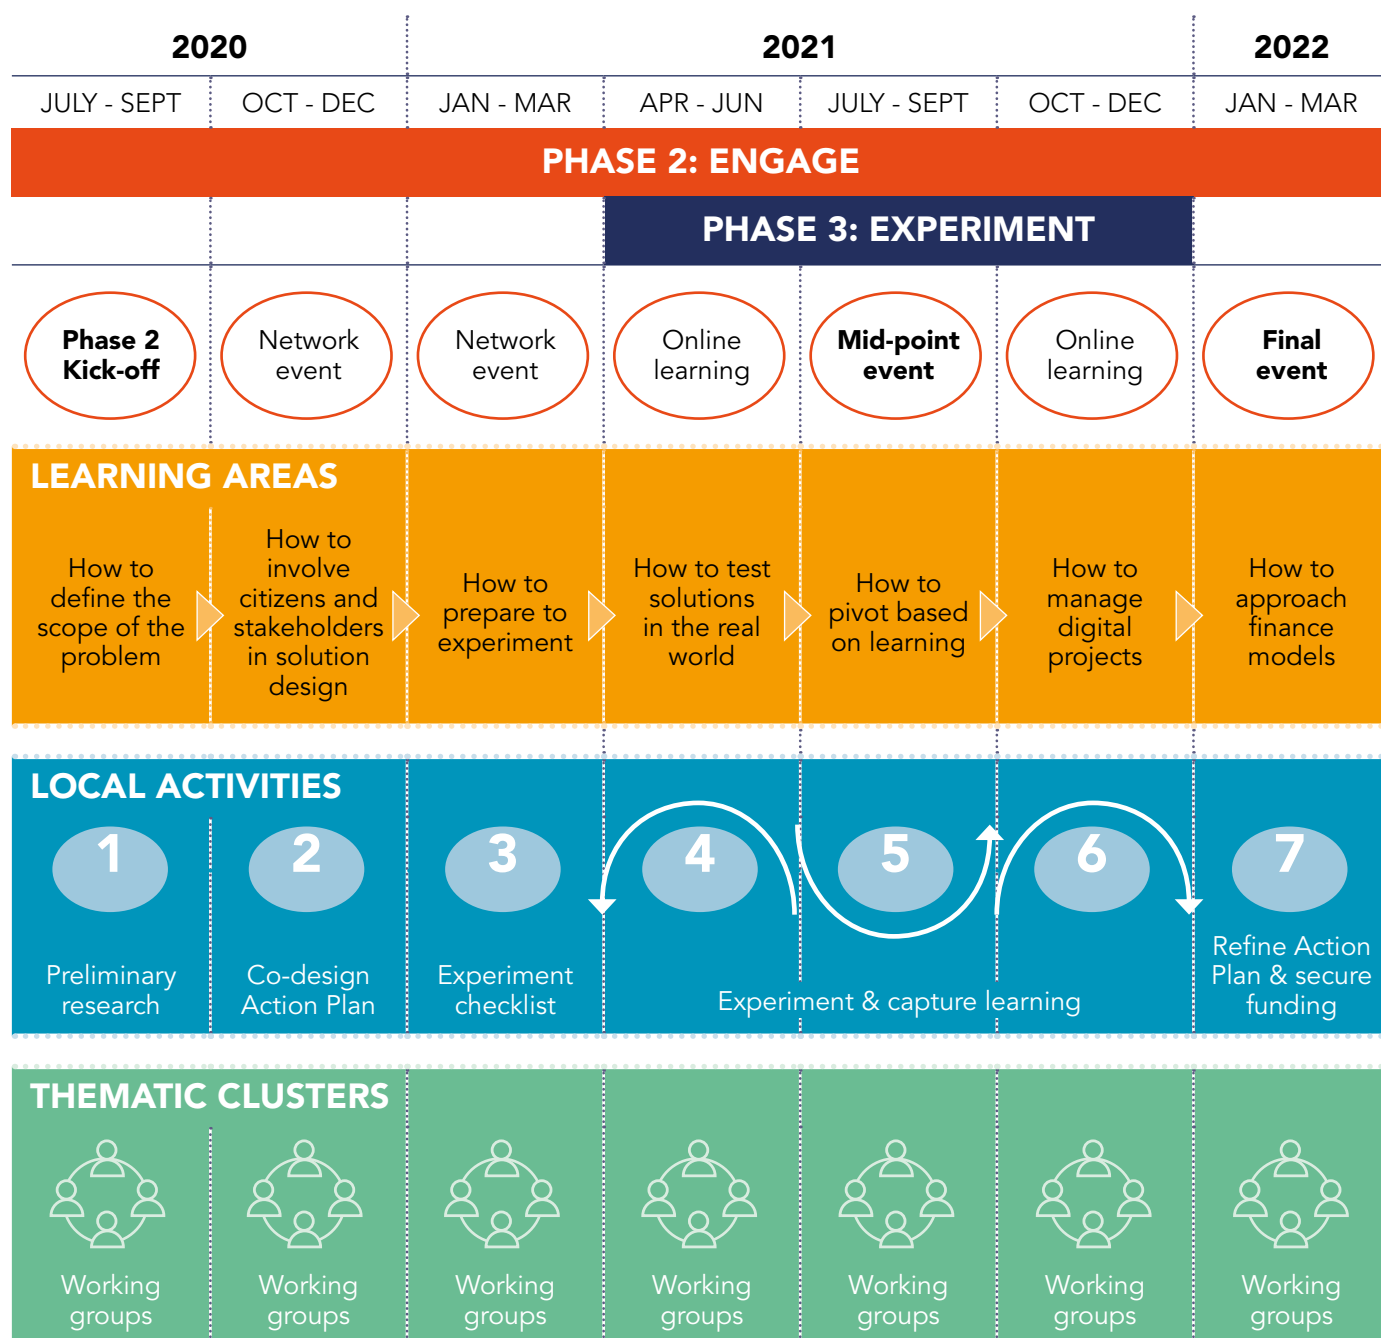 2020
2021
2022
JULY - SEPT
OCT - DEC
JAN - MAR
APR - JUN
JULY - SEPT
OCT - DEC
JAN - MAR
PHASE 2: ENGAGE
PHASE 3: EXPERIMENT
Phase 2
Kick-off
Network
event
Network
event
Online
learning
Mid-point
event
Online
learning
Final
event
LEARNING AREAS
How to
define the
scope of the
problem
How to
involve
citizens and
stakeholders
in solution
design
How to
prepare to
experiment
How to test
solutions
in the real
world
How to
pivot based
on learning
How to
manage
digital
projects
How to
approach
finance
models
LOCAL ACTIVITIES
1
2
3
4
5
6
7
Preliminary
research
Co-design
Action Plan
Experiment
checklist
Experiment & capture learning
Refine Action
Plan & secure
funding
THEMATIC CLUSTERS
Working
groups
Working
groups
Working
groups
Working
groups
Working
groups
Working
groups
Working
groups